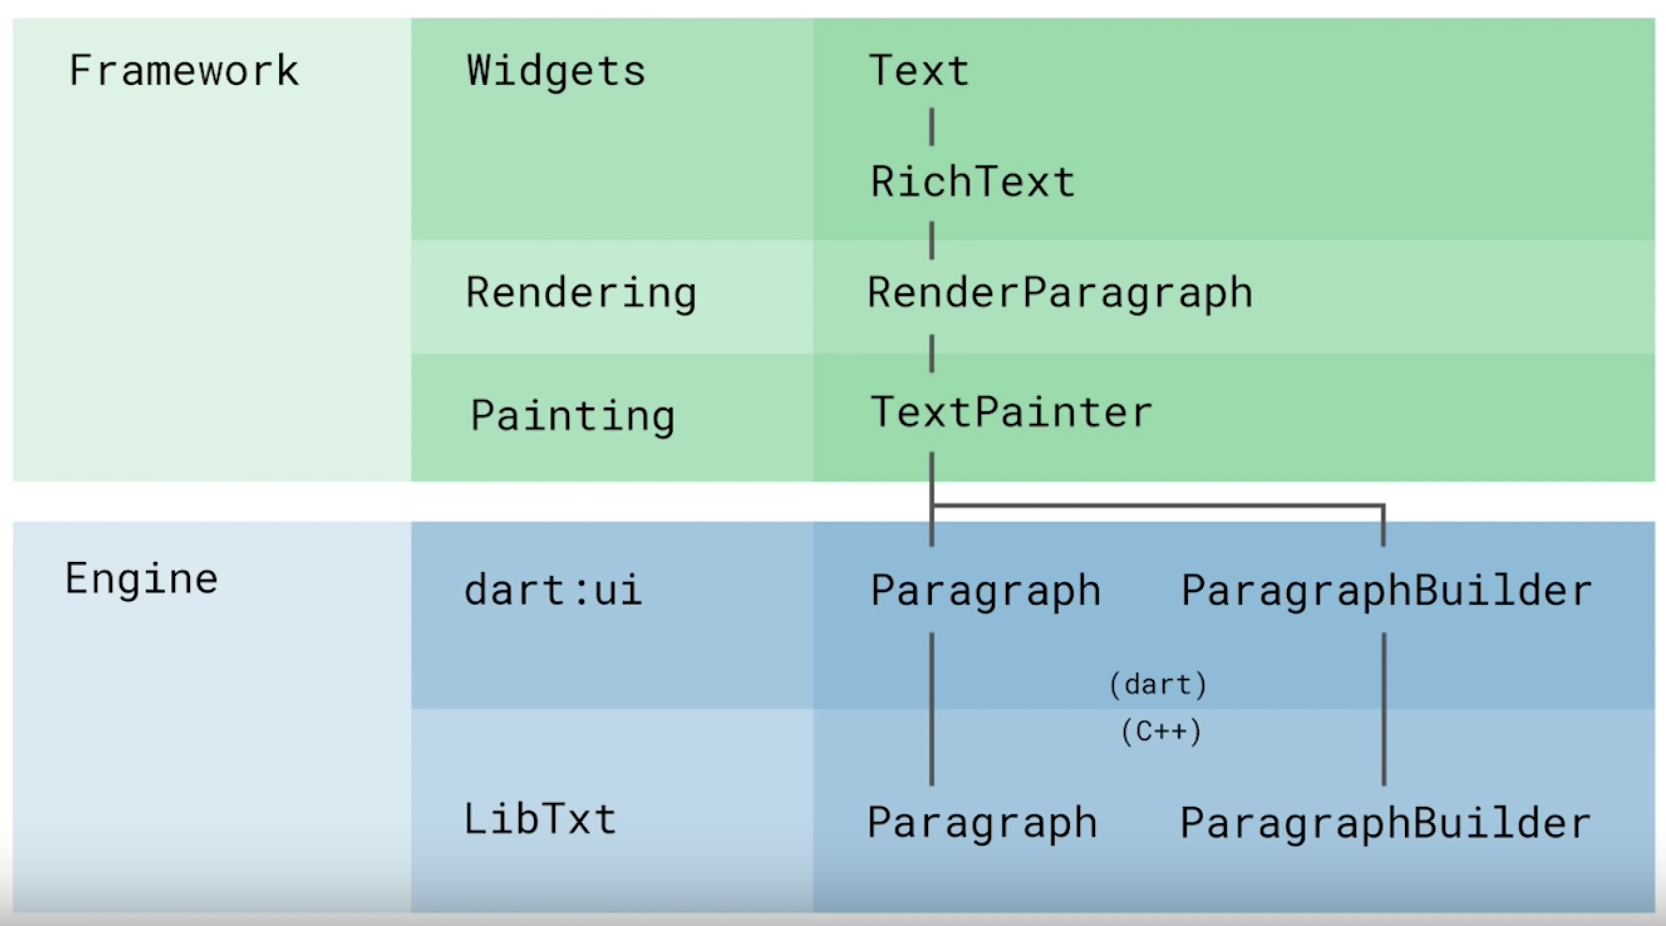 Framework
Widgets
Text
RichText
Rendering
RenderParagraph
Painting
TextPainter
Engine
dart:ui
Paragraph
ParagraphBuilder
(dart)
(C++)
LibTxt
Paragraph
ParagraphBuilder